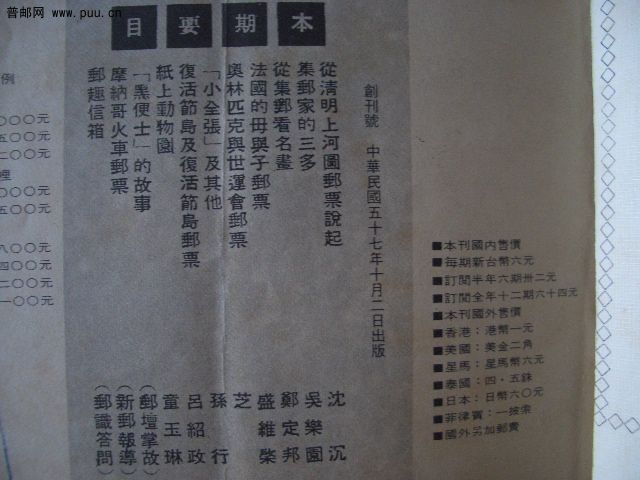 普邮网 www.puu.cn
本期要目
創刊號 中華民國五十七年十月二日出版
從清明上河圖郵票說起 沈 沉
集郵家的三多 吳樂園
從集郵看名畫 鄭定邦
法國的母與子郵票 盛維棨
奧林匹克與世運會郵票 芝
「小全張」及其他 孫 行
復活節島及復活節島郵票 呂紹政
紙上動物園 童玉琳
「黑便士」的故事 (郵壇掌故)
摩納哥火車郵票 (新郵報導)
郵趣信箱 (郵識答問)
■本刊國內售價
■每期新台幣六元
■訂閱半年六期卅二元
■訂閱全年十二期六十四元
■本刊國外售價
■香港：港幣一元
■美國：美金二角
■星馬：星馬幣六元
■泰國：四·五銖
■日本：日幣六〇元
■菲律賓：一披索
■國外另加郵費
例
〇〇〇元
五〇〇元
二〇〇元
裡
〇〇〇元
五〇〇元
八〇〇元
四〇〇元
二〇〇元
一〇〇元